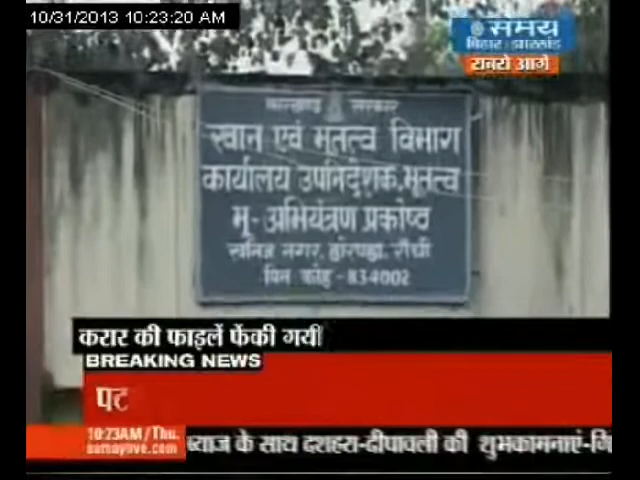 10/31/2013 10:23:20 AM
समय
बिहार झारखंड
सबसे आगे
झारखण्ड सरकार
खान एवं भूतत्व विभाग
कार्यालय उपनिदेशक, भूतत्व
भू- अभियंत्रण प्रकोष्ठ
खनिज नगर, राँची
पिन कोड -834002
करार की फाइलें फेंकी गयीं
BREAKING NEWS
पट
10:23AM/Thu.
samaylive.com
ब्याज के साथ दशहरा-दीपावली की शुभकामनाएं-